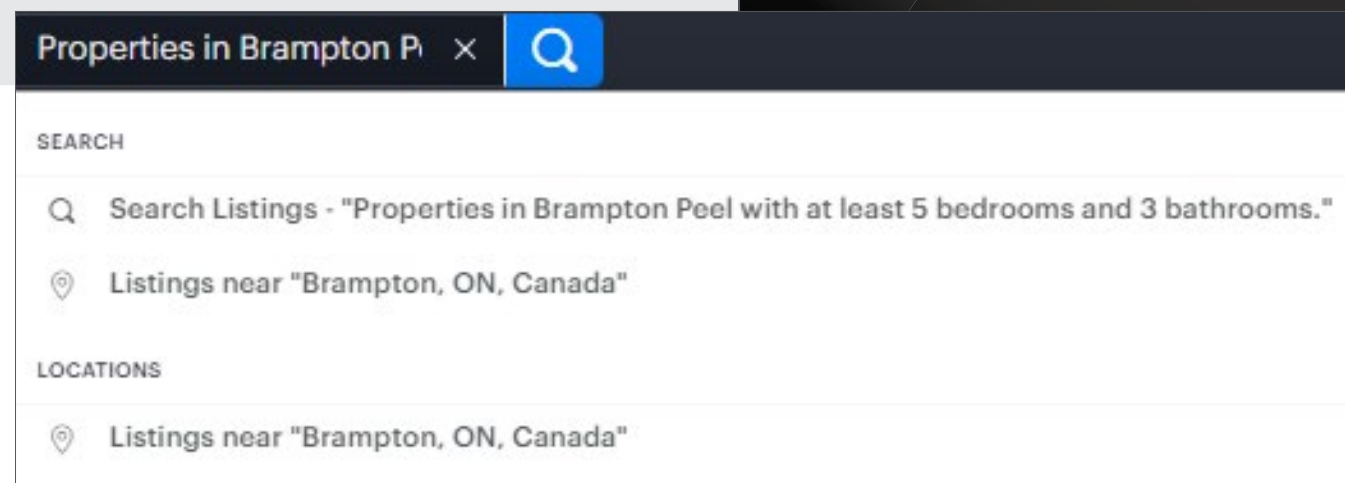 Properties in Brampton P
SEARCH
Search Listings - "Properties in Brampton Peel with at least 5 bedrooms and 3 bathrooms."
Listings near "Brampton, ON, Canada"
LOCATIONS
Listings near "Brampton, ON, Canada"